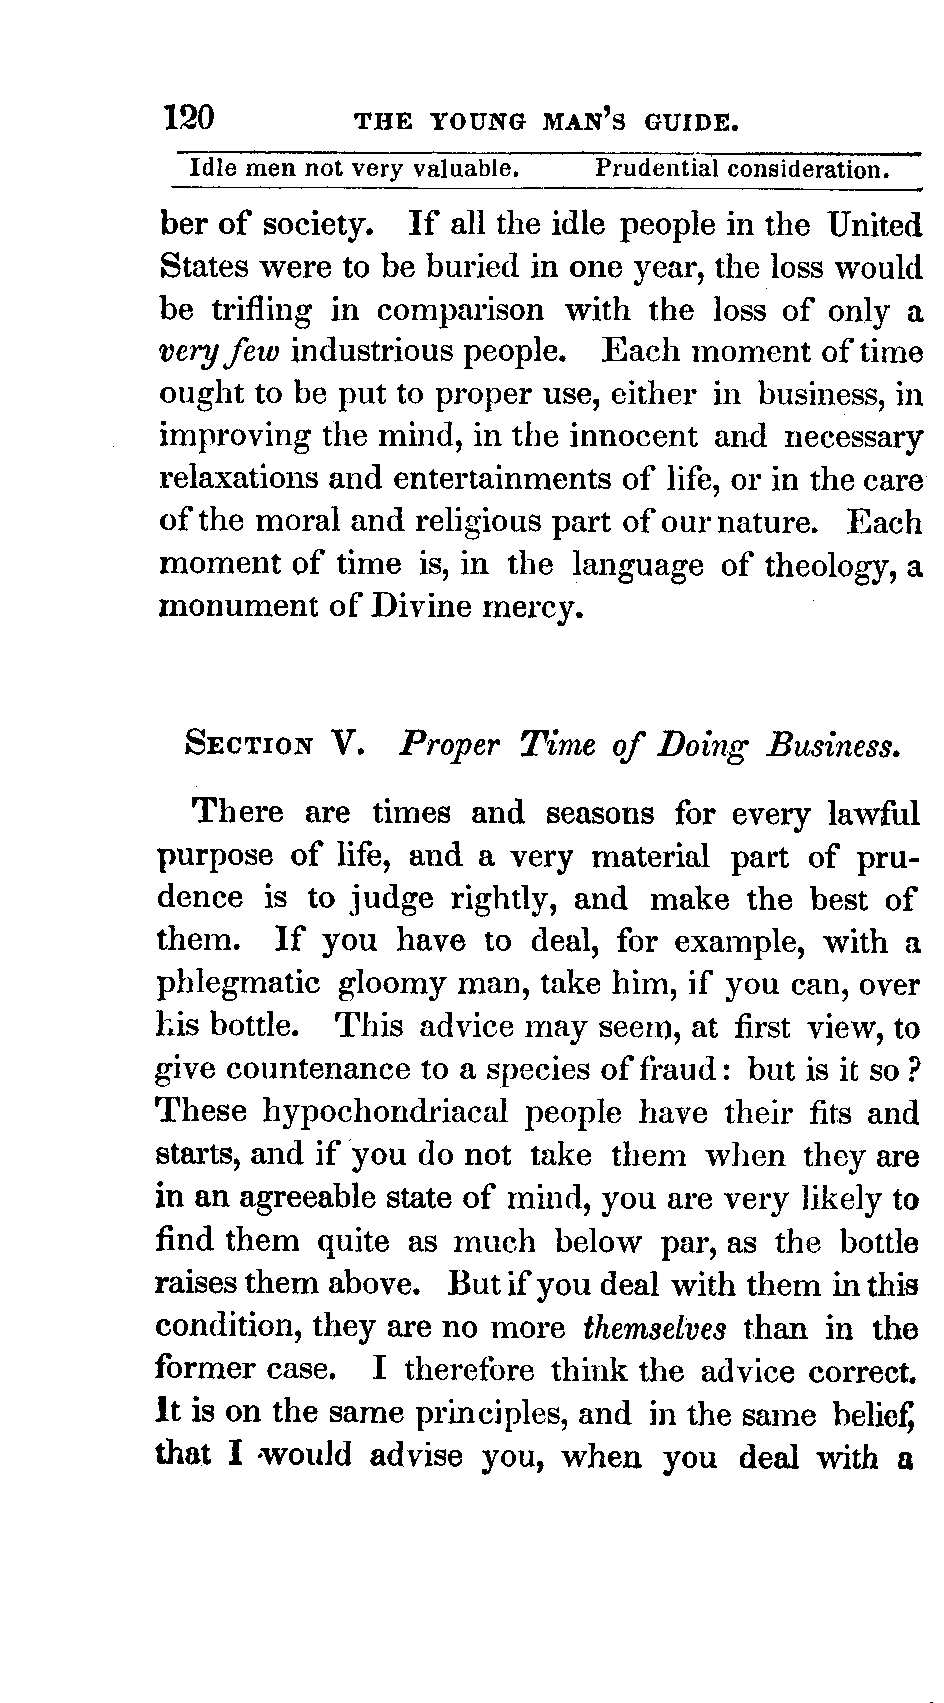 120 THE YOUNG MAN'S GUIDE.
Idle men not very valuable. Prudential consideration.
ber of society. If all the idle people in the United
States were to be buried in one year, the loss would
be trifling in comparison with the loss of only a
very few industrious people. Each moment of time
ought to be put to proper use, either in business, in
improving the mind, in the innocent and necessary
relaxations and entertainments of life, or in the care
of the moral and religious part of our nature. Each
moment of time is, in the language of theology, a
monument of Divine mercy.
SECTION V. Proper Time of Doing Business.
There are times and seasons for every lawful
purpose of life, and a very material part of pru-
dence is to judge rightly, and make the best of
them. If you have to deal, for example, with a
phlegmatic gloomy man, take him, if you can, over
his bottle. This advice may seem, at first view, to
give countenance to a species of fraud: but is it so?
These hypochondriacal people have their fits and
starts, and if you do not take them when they are
in an agreeable state of mind, you are very likely to
find them quite as much below par, as the bottle
raises them above. But if you deal with them in this
condition, they are no more themselves than in the
former case. I therefore think the advice correct.
It is on the same principles, and in the same belief,
that I would advise you, when you deal with a